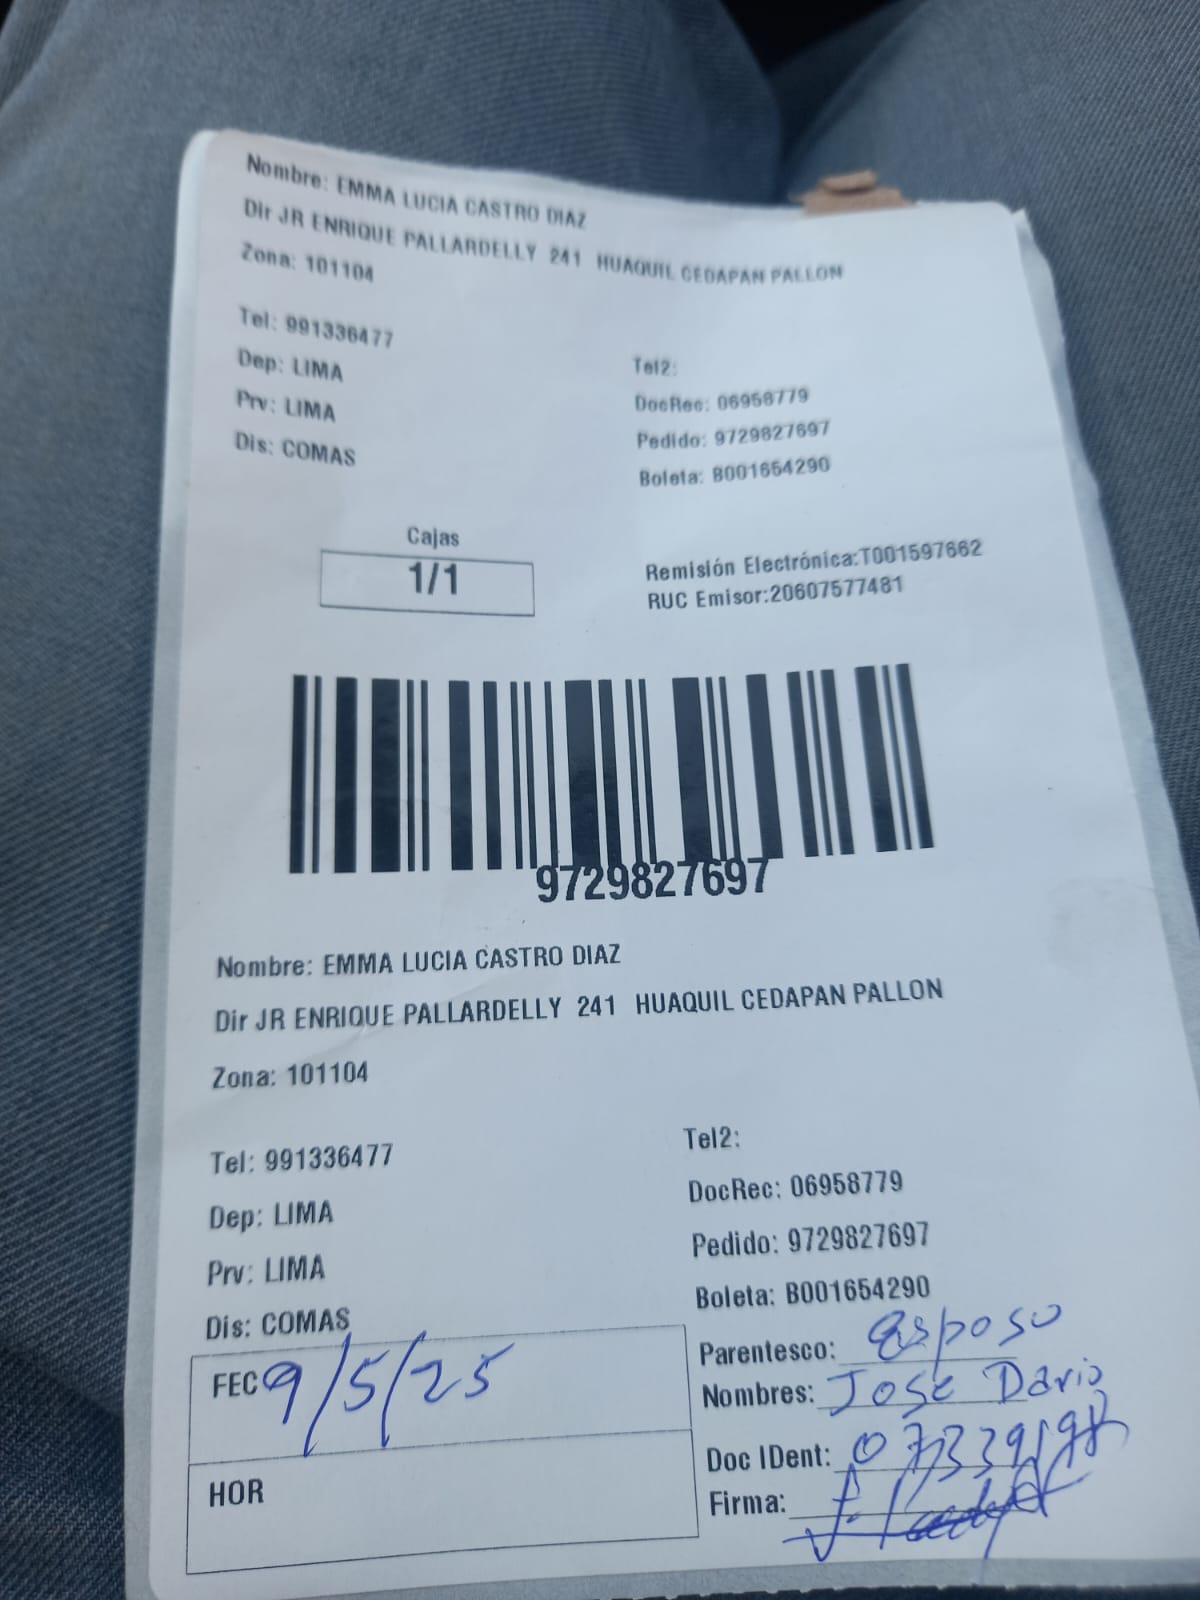 Nombre: EMMA LUCIA CASTRO DIAZ
Dir JR ENRIQUE PALLARDELLY 241 HUAQUIL CEDAPAN PALLON
Zona: 101104
Tel: 991336477
Tel2:
Dep: LIMA
DocRec: 06958779
Prv: LIMA
Pedido: 9729827697
Dis: COMAS
Boleta: B001654290
Cajas
1/1
Remisión Electrónica:T001597662
RUC Emisor:20607577481
9729827697
Nombre: EMMA LUCIA CASTRO DIAZ
Dir JR ENRIQUE PALLARDELLY 241 HUAQUIL CEDAPAN PALLON
Zona: 101104
Tel: 991336477
Tel2:
Dep: LIMA
DocRec: 06958779
Prv: LIMA
Pedido: 9729827697
Dis: COMAS
Boleta: B001654290
FEC 9/5/25
HOR
Parentesco: esposo
Nombres: Jose Dario
Doc IDent:
Firma: